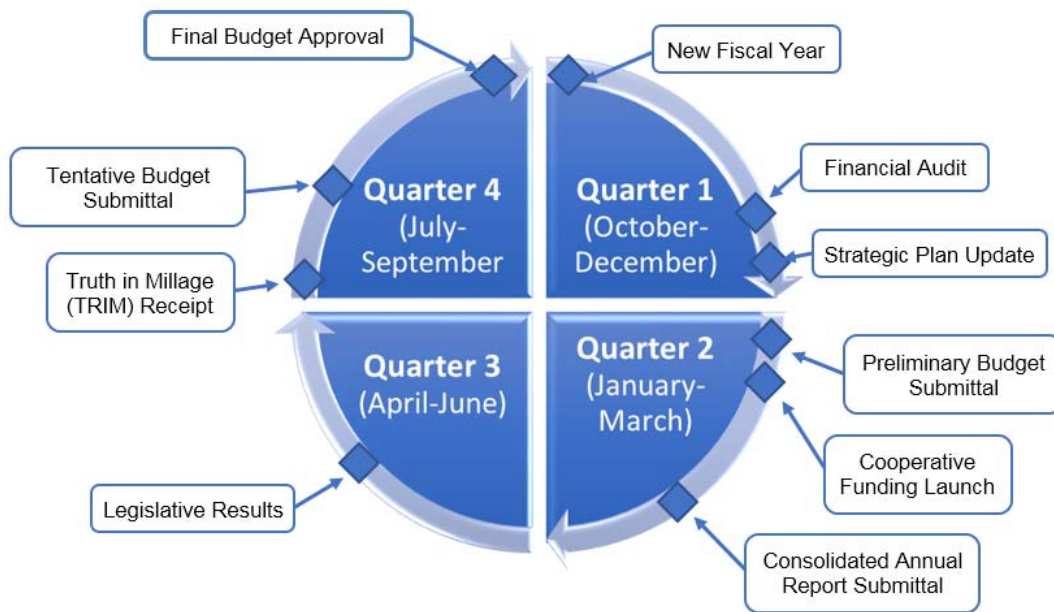 Final Budget Approval
New Fiscal Year
Tentative Budget
Submittal
Quarter 4
(July-
September
Quarter 1
(October-
December)
Financial Audit
Strategic Plan Update
Truth in Millage
(TRIM) Receipt
Quarter 3
(April-June)
Quarter 2
(January-
March)
Preliminary Budget
Submittal
Cooperative
Funding Launch
Legislative Results
Consolidated Annual
Report Submittal